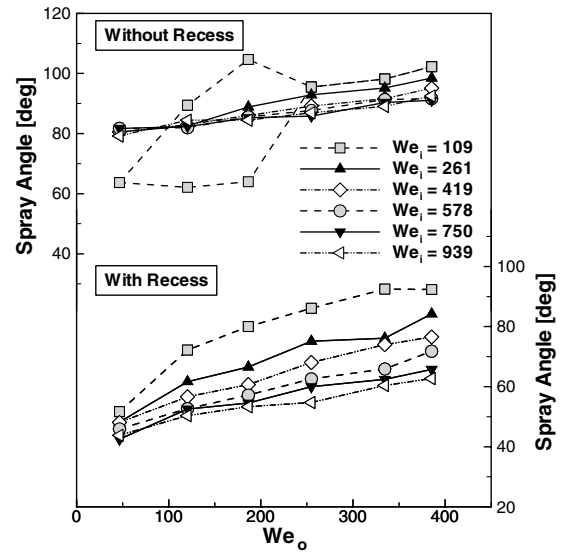 120
Without Recess
100
80
60
40
Spray Angle [deg]
We_i = 109
We_i = 261
We_i = 419
We_i = 578
We_i = 750
We_i = 939
With Recess
100
80
60
40
20
Spray Angle [deg]
0 100 200 300 400
We_o